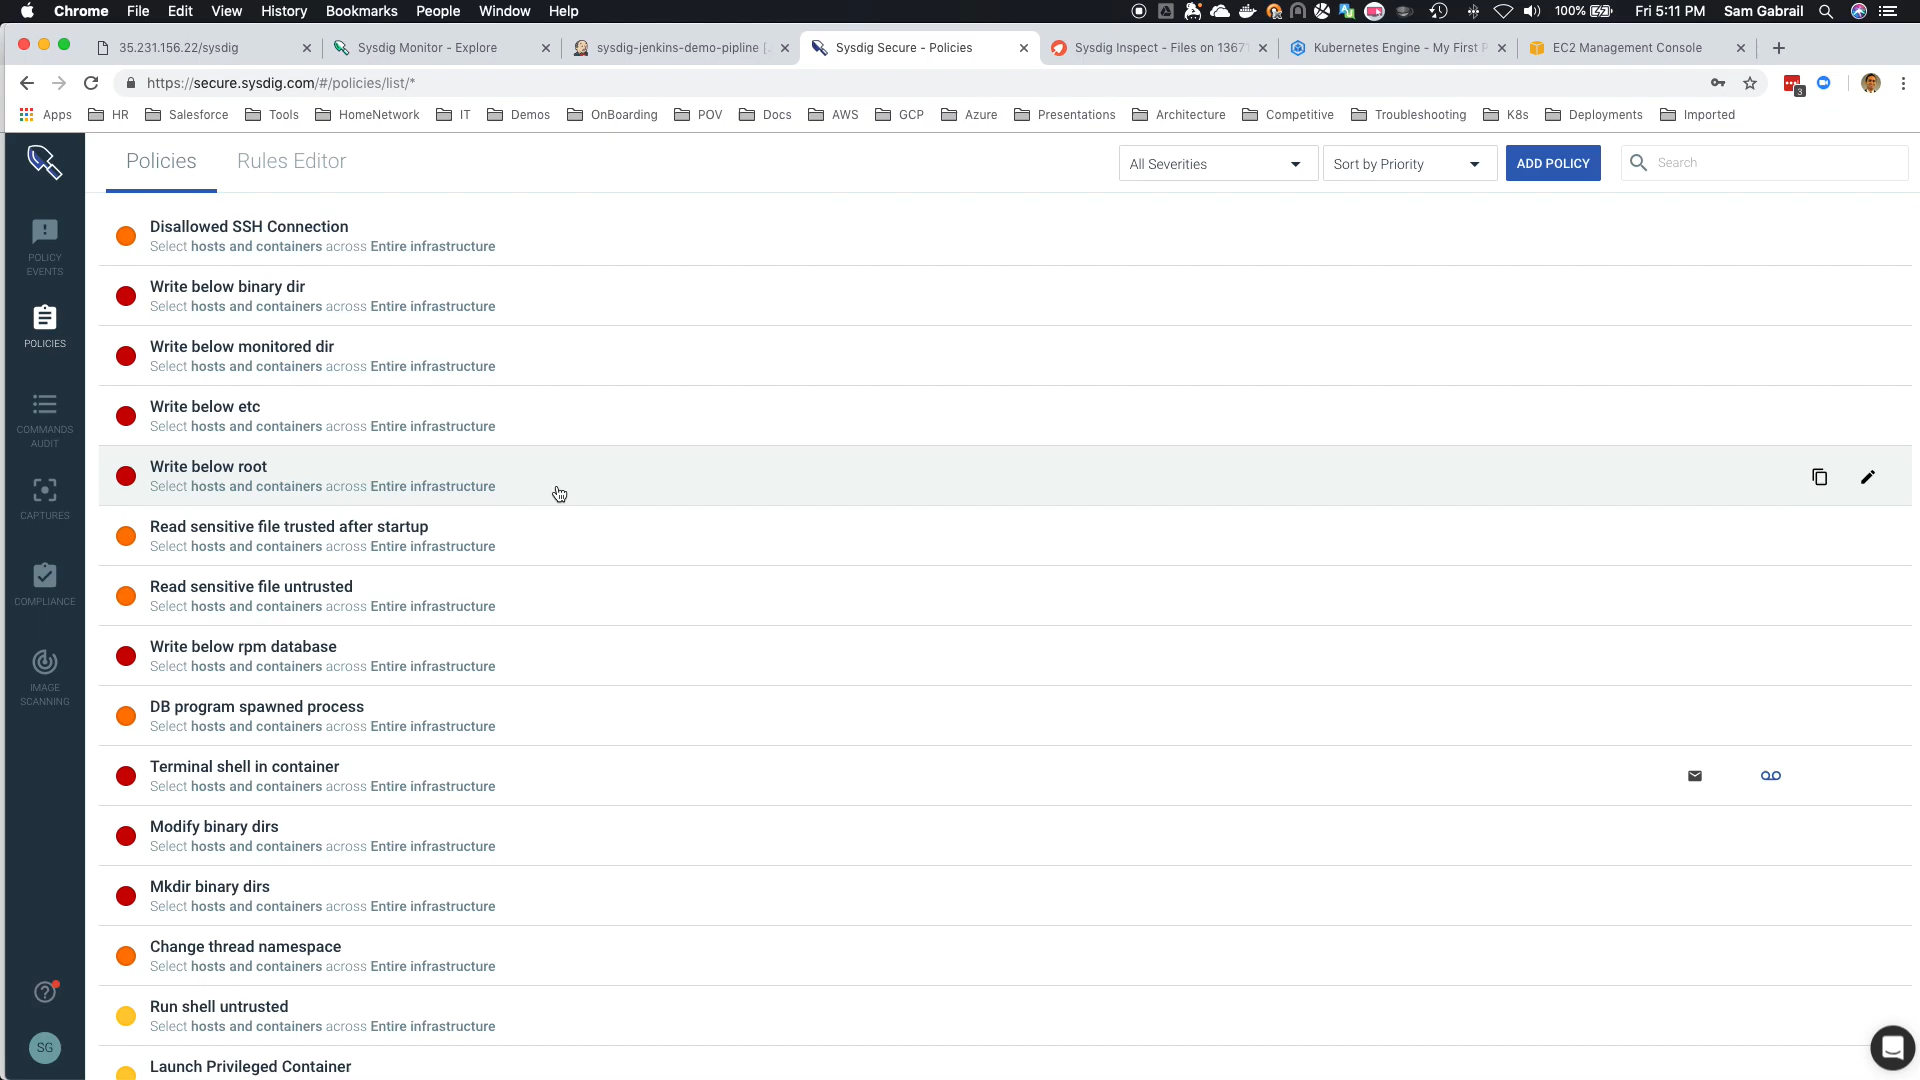 Chrome File Edit View History Bookmarks People Window Help 100% Fri 5:11 PM Sam Gabrail
35.231.156.22/sysdig Sysdig Monitor - Explore sysdig-jenkins-demo-pipline [ Sysdig Secure - Policies Sysdig Inspect - Files on 1367 Kubernetes Engine - My First P EC2 Management Console
https://secure.sysdig.com/#/policies/list/* 3
Apps HR Salesforce Tools HomeNetwork IT Demos OnBoarding POV Docs AWS GCP Azure Presentations Architecture Competitive Troubleshooting K8s Deployments Imported
Policies Rules Editor All Severities Sort by Priority ADD POLICY Search
POLICY
EVENTS
POLICIES
COMMANDS
AUDIT
CAPTURES
COMPLIANCE
IMAGE
SCANNING
SG
Disallowed SSH Connection
Select hosts and containers across Entire infrastructure
Write below binary dir
Select hosts and containers across Entire infrastructure
Write below monitored dir
Select hosts and containers across Entire infrastructure
Write below etc
Select hosts and containers across Entire infrastructure
Write below root
Select hosts and containers across Entire infrastructure
Read sensitive file trusted after startup
Select hosts and containers across Entire infrastructure
Read sensitive file untrusted
Select hosts and containers across Entire infrastructure
Write below rpm database
Select hosts and containers across Entire infrastructure
DB program spawned process
Select hosts and containers across Entire infrastructure
Terminal shell in container
Select hosts and containers across Entire infrastructure
Modify binary dirs
Select hosts and containers across Entire infrastructure
Mkdir binary dirs
Select hosts and containers across Entire infrastructure
Change thread namespace
Select hosts and containers across Entire infrastructure
Run shell untrusted
Select hosts and containers across Entire infrastructure
Launch Privileged Container